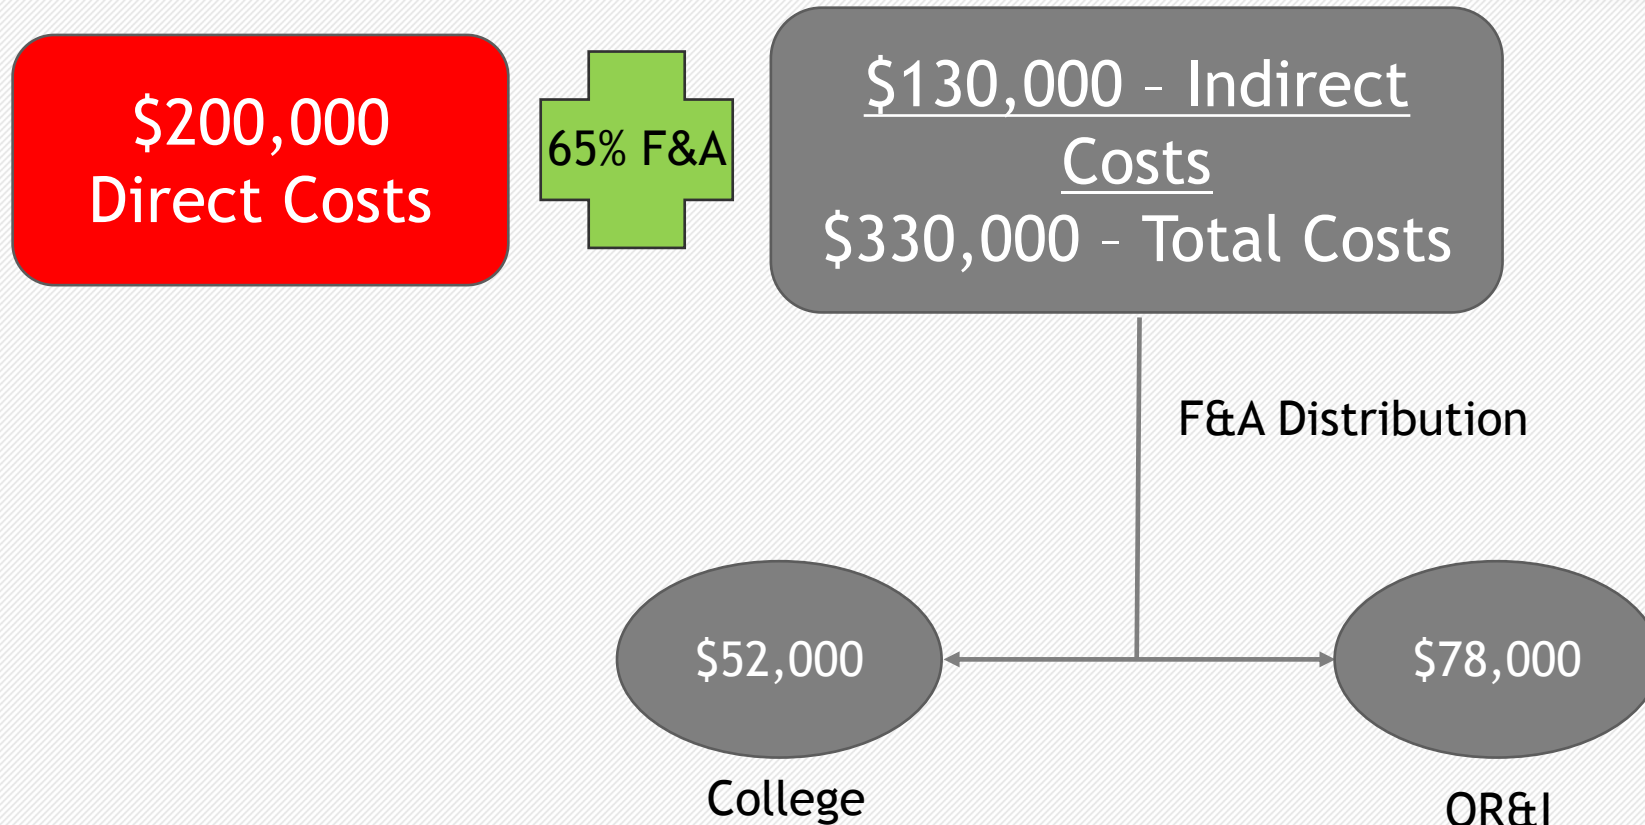 $200,000
Direct Costs
65% F&A
$130,000 – Indirect
Costs
$330,000 – Total Costs
F&A Distribution
$52,000
$78,000
College
OR&I